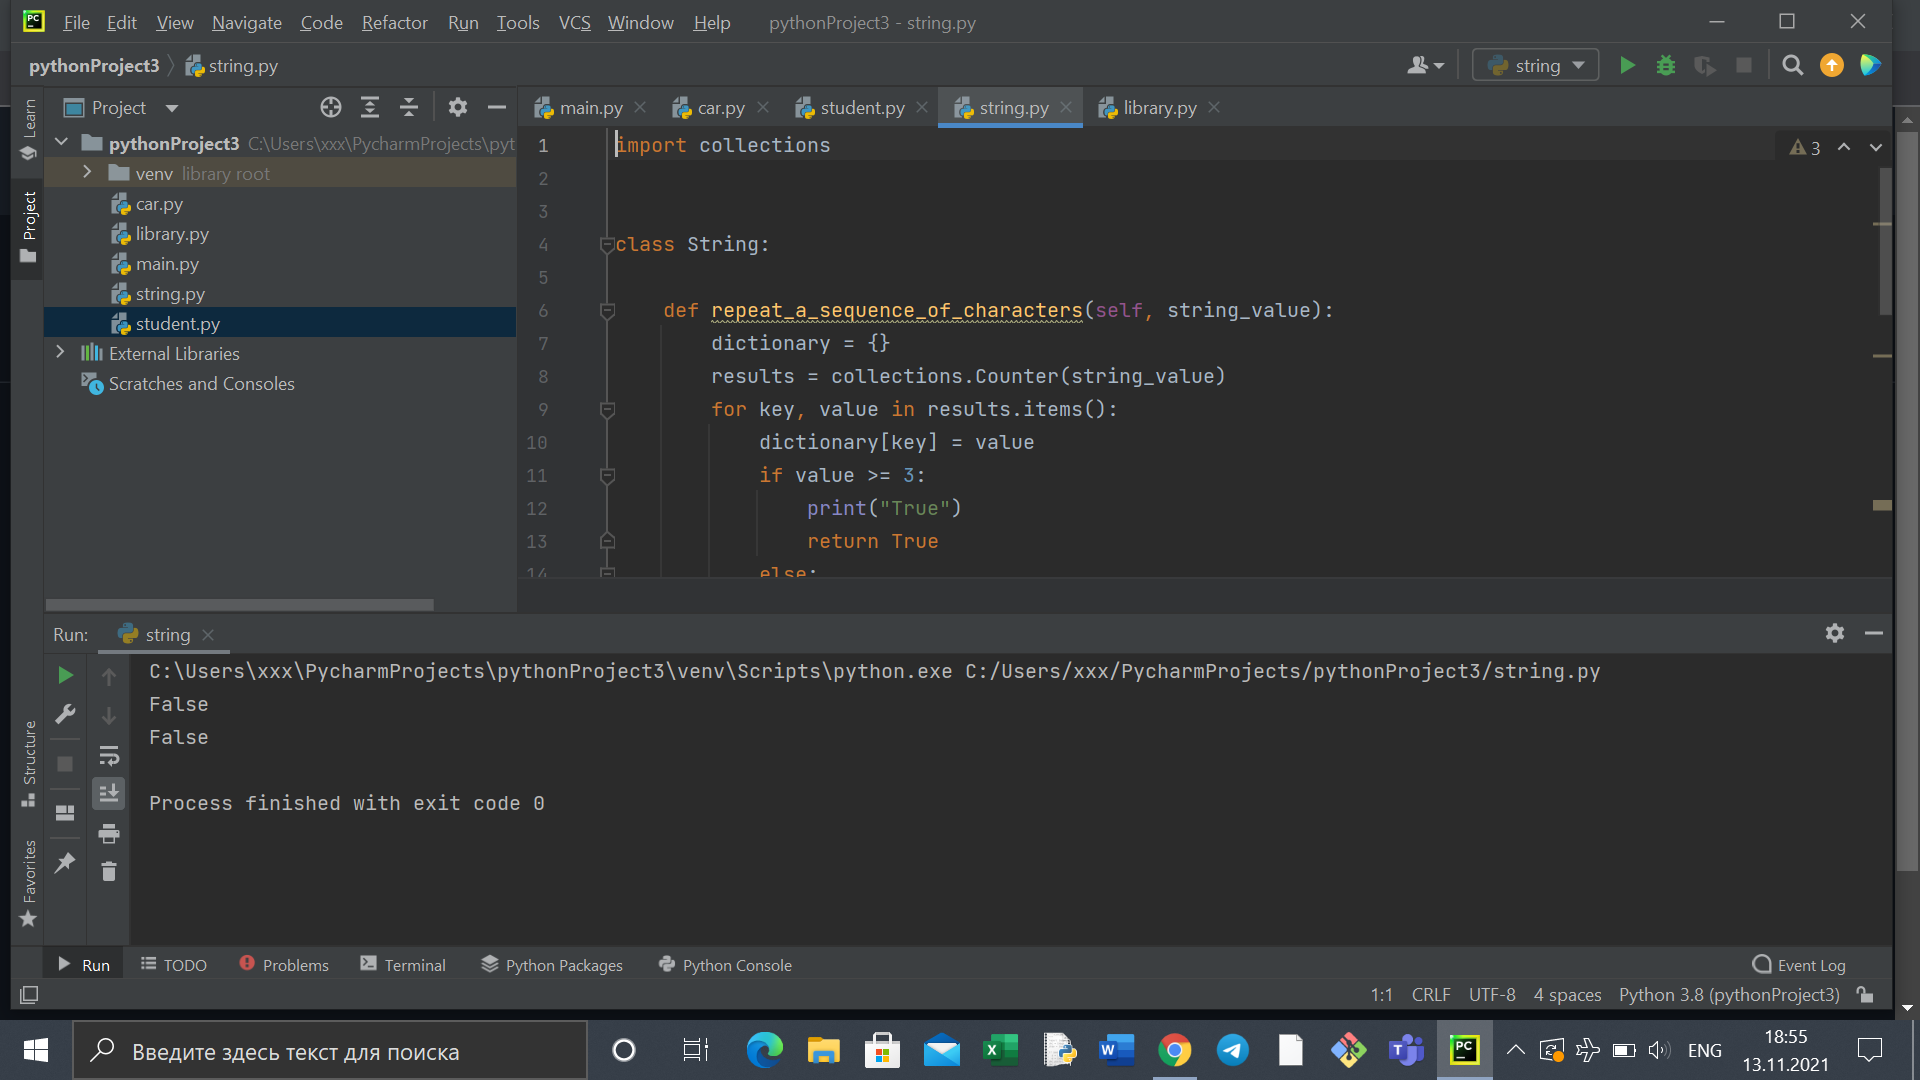 PC File Edit View Navigate Code Refactor Run Tools VCS Window Help pythonProject3 - string.py
pythonProject3 string.py string
Project main.py car.py student.py string.py library.py
Learn
Project
pythonProject3 C:\Users\xxx\PycharmProjects\pyt
venv library root
car.py
library.py
main.py
string.py
student.py
External Libraries
Scratches and Consoles
1 import collections
3
2
3
4 class String:
5
6 def repeat_a_sequence_of_characters(self, string_value):
7 dictionary = {}
8 results = collections.Counter(string_value)
9 for key, value in results.items():
10 dictionary[key] = value
11 if value >= 3:
12 print("True")
13 return True
14 else:
Run: string
C:\Users\xxx\PycharmProjects\pythonProject3\venv\Scripts\python.exe C:/Users/xxx/PycharmProjects/pythonProject3/string.py
False
False
Process finished with exit code 0
Structure
Favorites
Run TODO Problems Terminal Python Packages Python Console Event Log
1:1 CRLF UTF-8 4 spaces Python 3.8 (pythonProject3)
Введите здесь текст для поиска
PC
ENG
18:55
13.11.2021